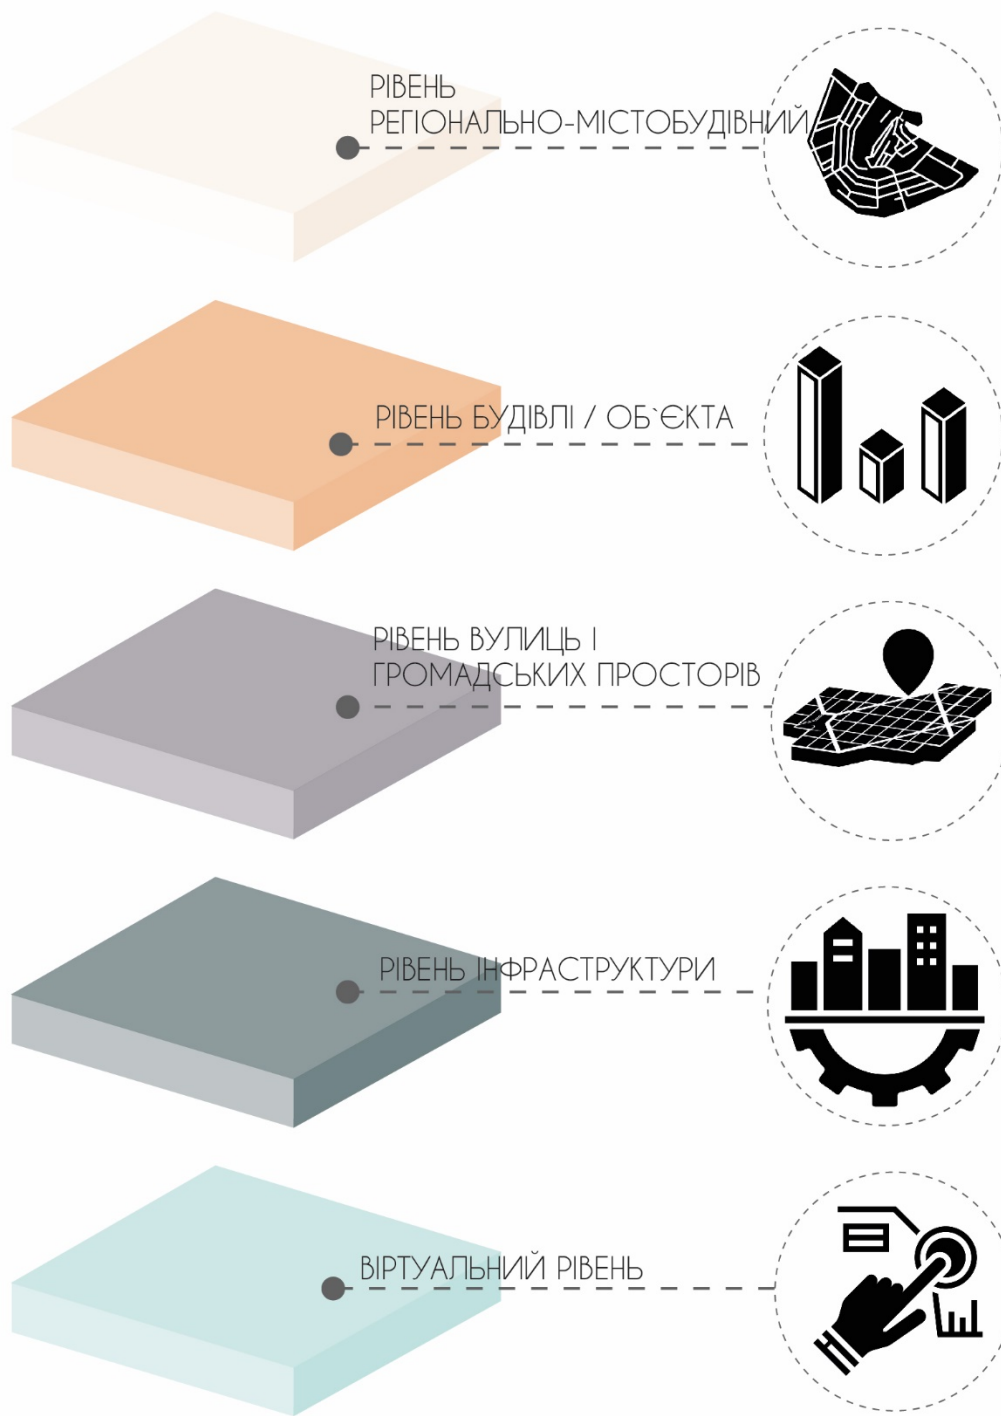 РІВЕНЬ
РЕГІОНАЛЬНО-МІСТОБУДІВНИЙ
РІВЕНЬ БУДІВЛІ / ОБ`ЄКТА
РІВЕНЬ ВУЛИЦЬ І
ГРОМАДСЬКИХ ПРОСТОРІВ
РІВЕНЬ ІНФРАСТРУКТУРИ
ВІРТУАЛЬНИЙ РІВЕНЬ